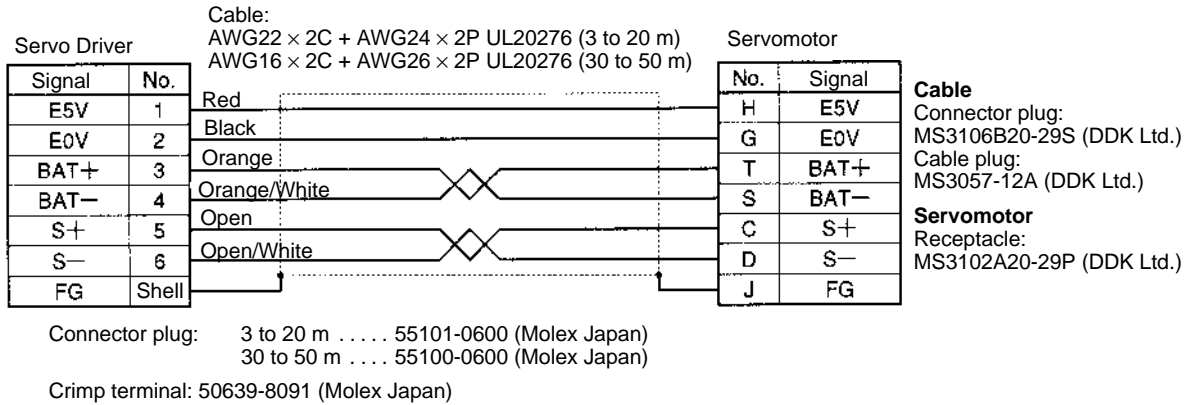 Cable:
AWG22 × 2C + AWG24 × 2P UL20276 (3 to 20 m)
AWG16 × 2C + AWG26 × 2P UL20276 (30 to 50 m)
Servo Driver
Signal No.
E5V 1 Red
E0V 2 Black
BAT+ 3 Orange
BAT− 4 Orange/White
S+ 5 Open
S− 6 Open/White
FG Shell
Servomotor
No. Signal
H E5V
G E0V
T BAT+
S BAT−
C S+
D S−
J FG
Cable
Connector plug:
MS3106B20-29S (DDK Ltd.)
Cable plug:
MS3057-12A (DDK Ltd.)
Servomotor
Receptacle:
MS3102A20-29P (DDK Ltd.)
Connector plug: 3 to 20 m . . . . . 55101-0600 (Molex Japan)
30 to 50 m . . . . 55100-0600 (Molex Japan)
Crimp terminal: 50639-8091 (Molex Japan)